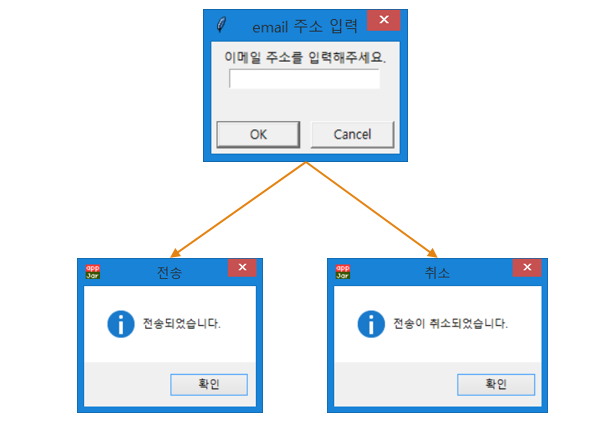 email 주소 입력
이메일 주소를 입력해주세요.
OK
Cancel
app
Jar
전송
전송되었습니다.
확인
app
Jar
취소
전송이 취소되었습니다.
확인